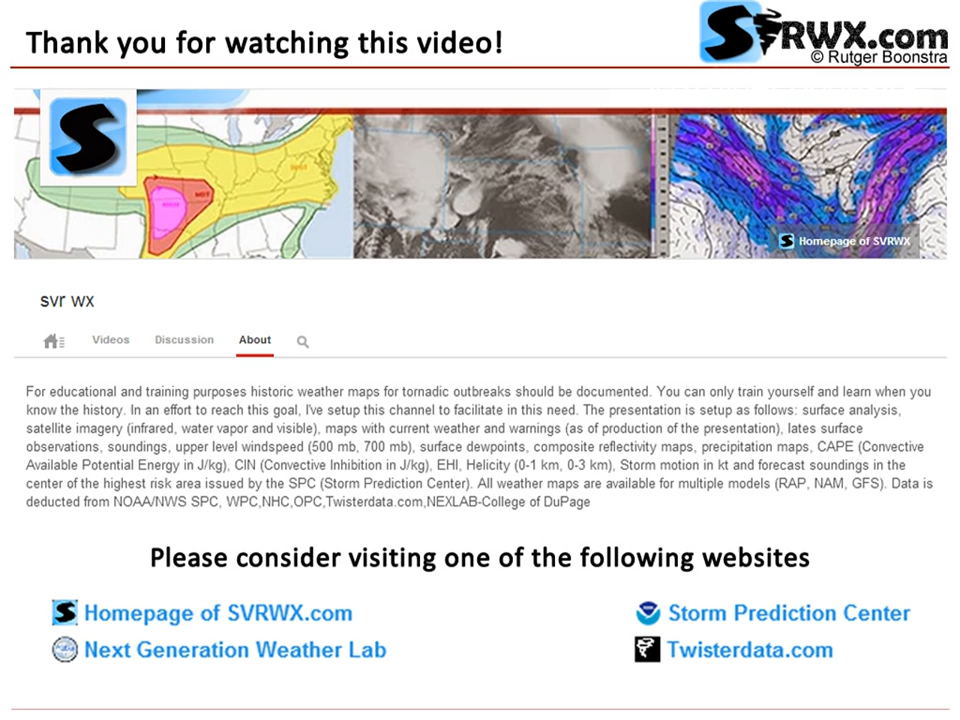 Thank you for watching this video!
SVRWX.com
© Rutger Boonstra
S
Homepage of SVRWX
svr wx
Videos Discussion About
For educational and training purposes historic weather maps for tornadic outbreaks should be documented. You can only train yourself and learn when you
know the history. In an effort to reach this goal, I've setup this channel to facilitate in this need. The presentation is setup as follows: surface analysis,
satellite imagery (infrared, water vapor and visible), maps with current weather and warnings (as of production of the presentation), lates surface
observations, soundings, upper level windspeed (500 mb, 700 mb), surface dewpoints, composite reflectivity maps, precipitation maps, CAPE (Convective
Available Potential Energy in J/kg), CIN (Convective Inhibition in J/kg), EHI, Helicity (0-1 km, 0-3 km), Storm motion in kt and forecast soundings in the
center of the highest risk area issued by the SPC (Storm Prediction Center). All weather maps are available for multiple models (RAP, NAM, GFS). Data is
deducted from NOAA/NWS SPC, WPC,NHC,OPC,Twisterdata.com,NEXLAB-College of DuPage
Please consider visiting one of the following websites
Homepage of SVRWX.com
Storm Prediction Center
Next Generation Weather Lab
Twisterdata.com